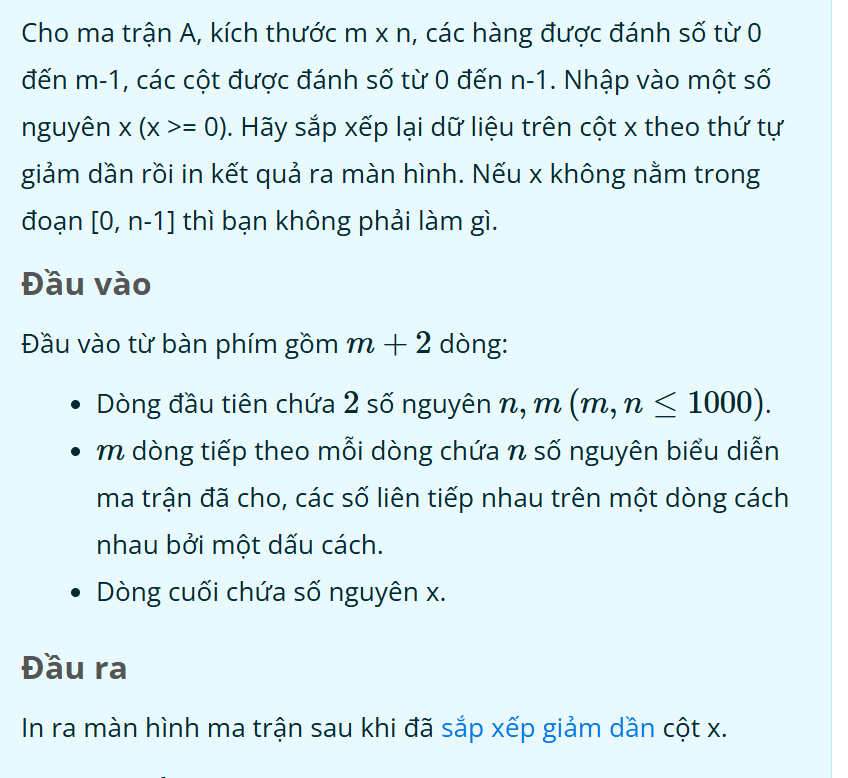 Cho ma trận A, kích thước m x n, các hàng được đánh số từ 0
đến m-1, các cột được đánh số từ 0 đến n-1. Nhập vào một số
nguyên x (x >= 0). Hãy sắp xếp lại dữ liệu trên cột x theo thứ tự
giảm dần rồi in kết quả ra màn hình. Nếu x không nằm trong
đoạn [0, n-1] thì bạn không phải làm gì.
Đầu vào
Đầu vào từ bàn phím gồm m + 2 dòng:
• Dòng đầu tiên chứa 2 số nguyên n, m (m, n ≤ 1000).
• m dòng tiếp theo mỗi dòng chứa n số nguyên biểu diễn
ma trận đã cho, các số liên tiếp nhau trên một dòng cách
nhau bởi một dấu cách.
• Dòng cuối chứa số nguyên x.
Đầu ra
In ra màn hình ma trận sau khi đã sắp xếp giảm dần cột x.